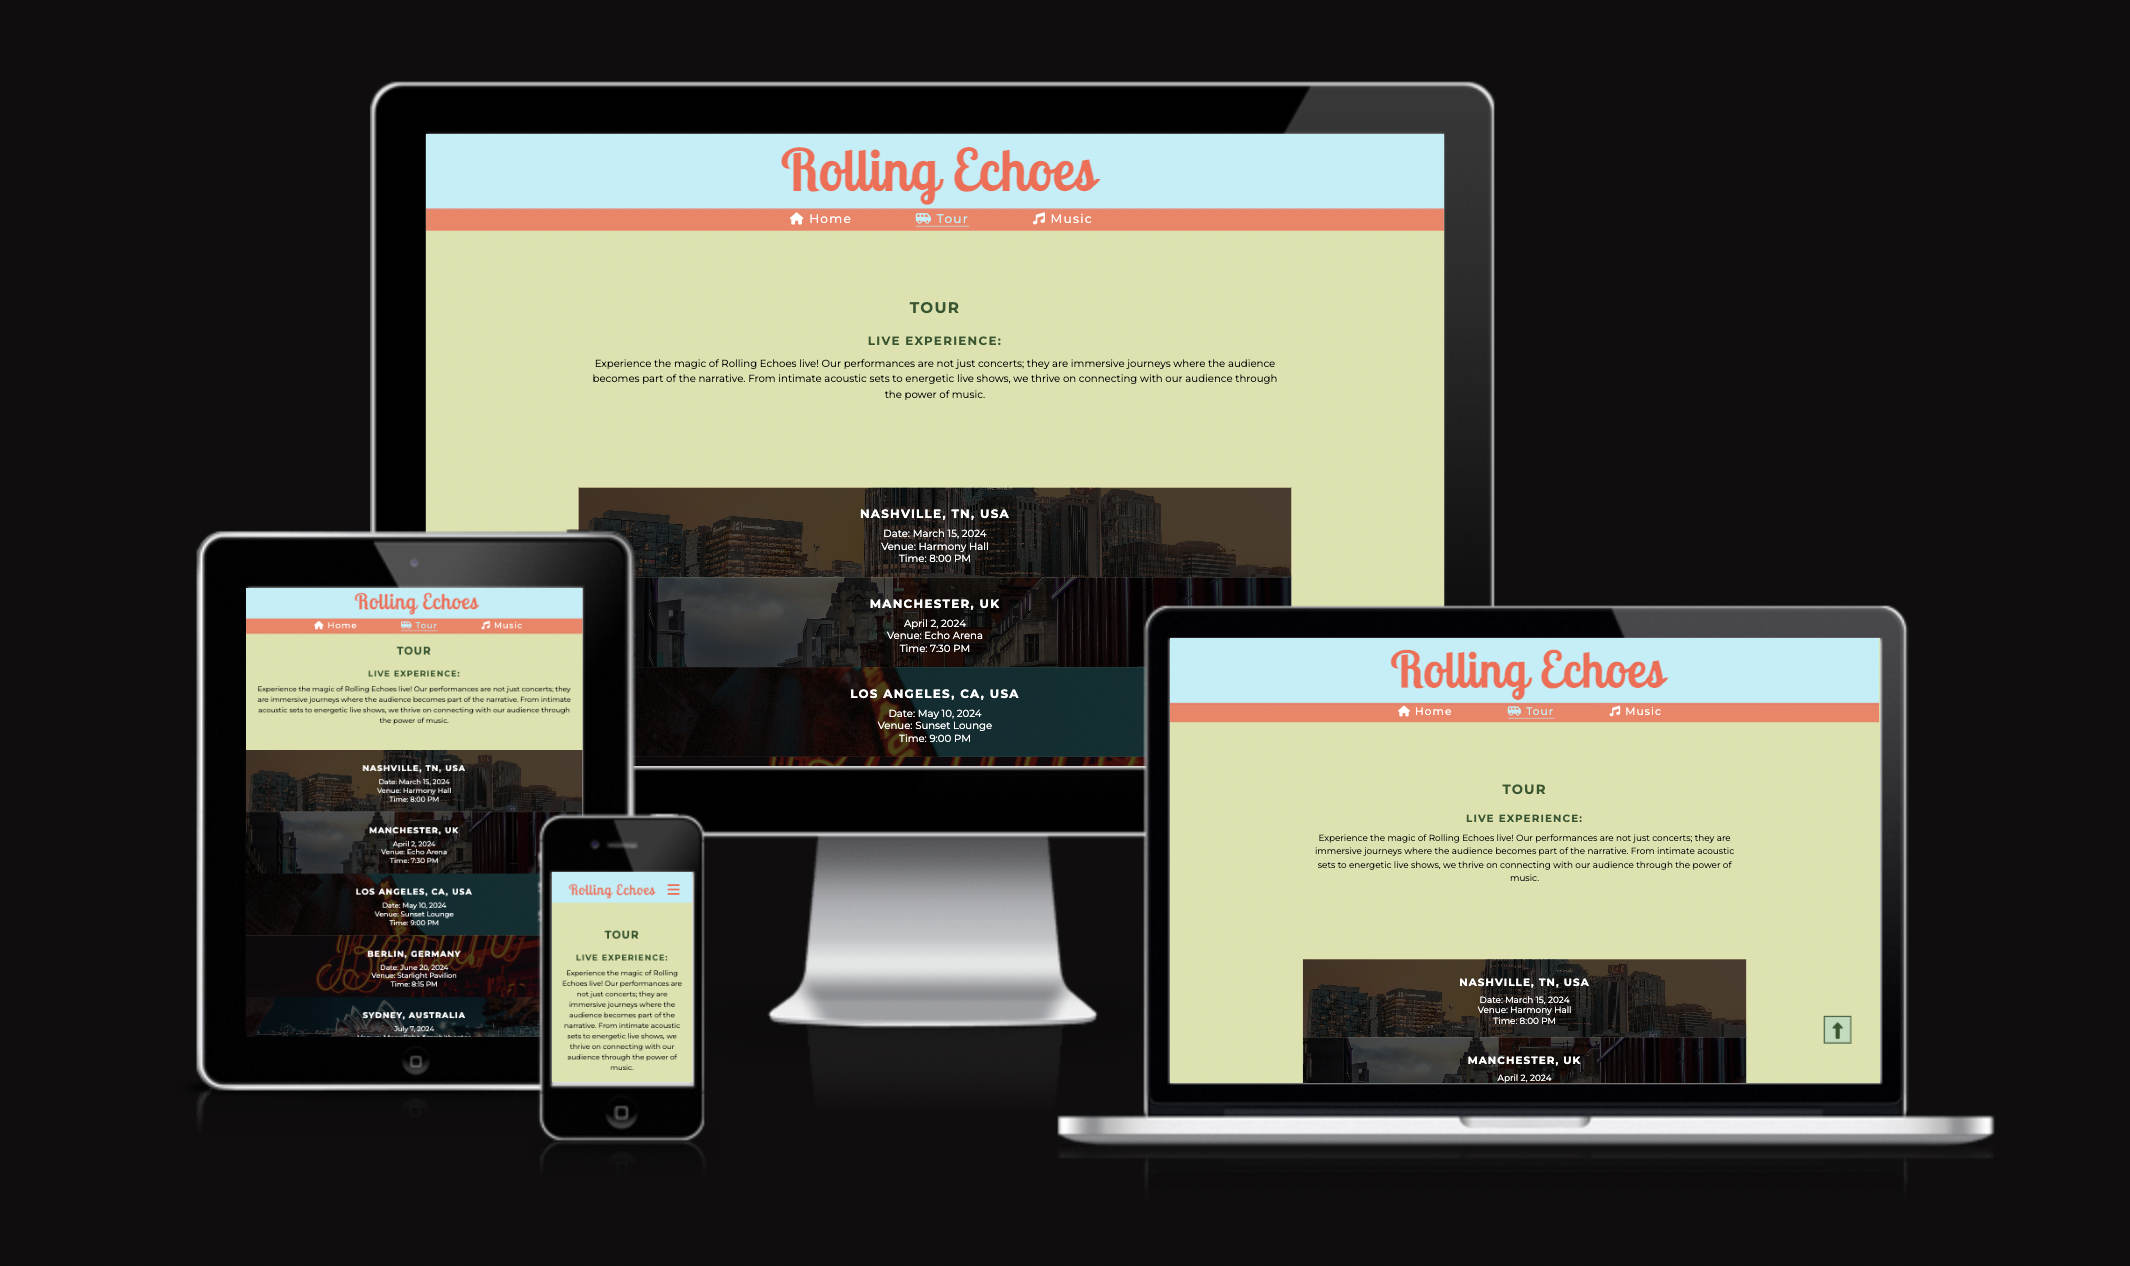 Rolling Echoes
Home Tour Music
TOUR
LIVE EXPERIENCE:
Experience the magic of Rolling Echoes live! Our performances are not just concerts; they are immersive journeys where the audience
becomes part of the narrative. From intimate acoustic sets to energetic live shows, we thrive on connecting with our audience through
the power of music.
NASHVILLE, TN, USA
Date: March 15, 2024
Venue: Harmony Hall
Time: 8:00 PM
MANCHESTER, UK
April 2, 2024
Venue: Echo Arena
Time: 7:30 PM
LOS ANGELES, CA, USA
Date: May 10, 2024
Venue: Sunset Lounge
Time: 9:00 PM
Rolling Echoes
Home Tour Music
TOUR
LIVE EXPERIENCE:
Experience the magic of Rolling Echoes live! Our performances are not just concerts; they
are immersive journeys where the audience becomes part of the narrative. From intimate
acoustic sets to energetic live shows, we thrive on connecting with our audience through
the power of music.
NASHVILLE, TN, USA
Date: March 15, 2024
Venue: Harmony Hall
Time: 8:00 PM
MANCHESTER, UK
April 2, 2024
Venue: Echo Arena
Time: 7:30 PM
LOS ANGELES, CA, USA
Date: May 10, 2024
Venue: Sunset Lounge
Time: 9:00 PM
BERLIN, GERMANY
Date: June 20, 2024
Venue: Starlight Pavilion
Time: 8:15 PM
SYDNEY, AUSTRALIA
July 7, 2024
Rolling Echoes
TOUR
LIVE EXPERIENCE:
Experience the magic of Rolling
Echoes live! Our performances are
not just concerts; they are
immersive journeys where the
audience becomes part of the
narrative. From intimate acoustic
sets to energetic live shows, we
thrive on connecting with our
audience through the power of
music.
Rolling Echoes
Home Tour Music
TOUR
LIVE EXPERIENCE:
Experience the magic of Rolling Echoes live! Our performances are not just concerts; they are
immersive journeys where the audience becomes part of the narrative. From intimate acoustic
sets to energetic live shows, we thrive on connecting with our audience through the power of
music.
NASHVILLE, TN, USA
Date: March 15, 2024
Venue: Harmony Hall
Time: 8:00 PM
MANCHESTER, UK
April 2, 2024